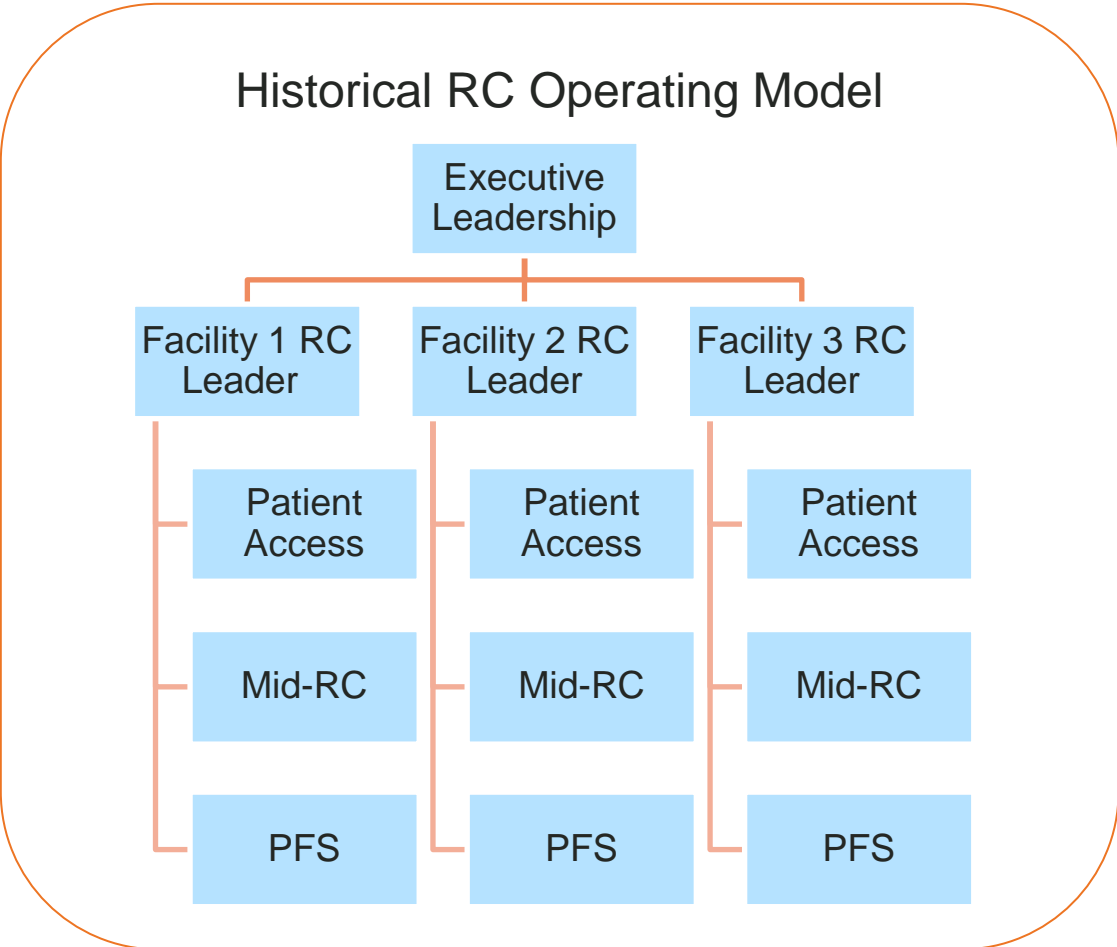 Historical RC Operating Model
Executive
Leadership
Facility 1 RC
Leader
Facility 2 RC
Leader
Facility 3 RC
Leader
Patient
Access
Patient
Access
Patient
Access
Mid-RC
Mid-RC
Mid-RC
PFS
PFS
PFS